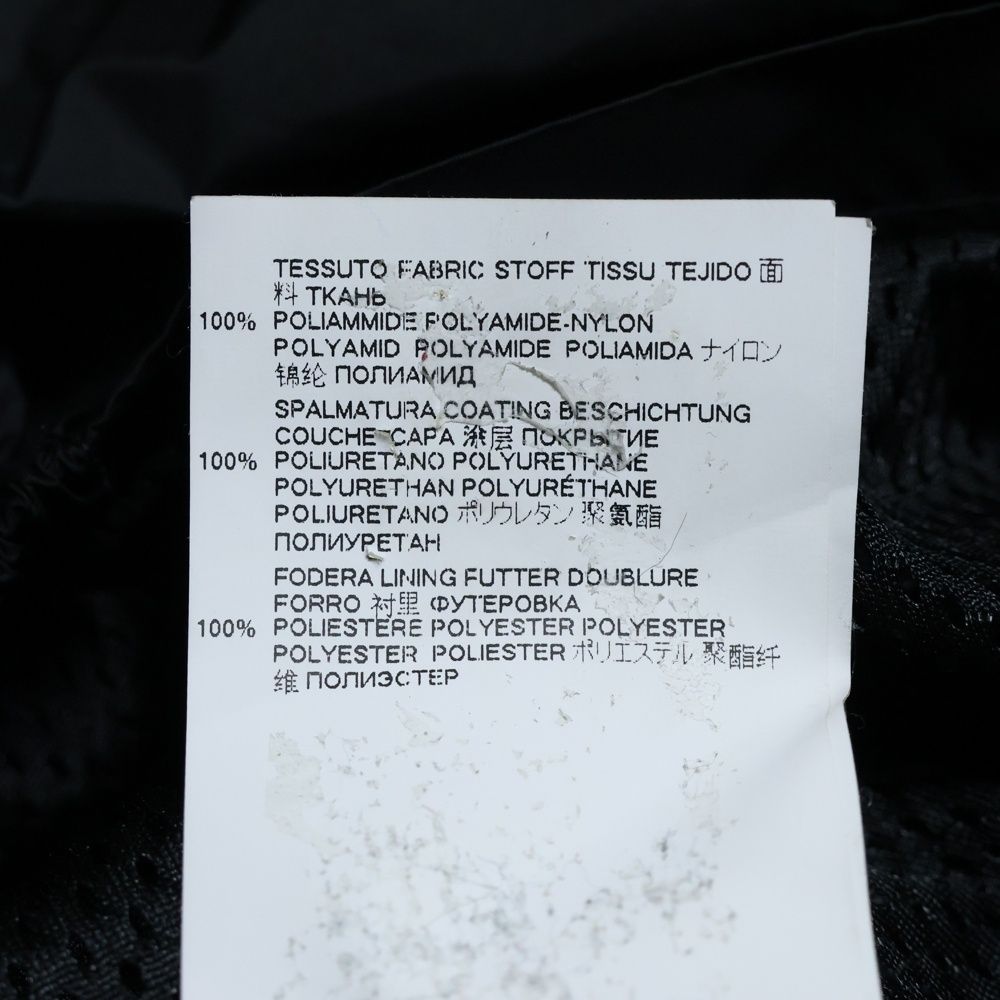 TESSUTO FABRIC STOFF TISSU TEJIDO 面
料 ТКАНЬ
100% POLIAMMIDE POLYAMIDE-NYLON
POLYAMID POLYAMIDE POLIAMIDA ナイロン
锦纶 ПОЛИАМИД
SPALMATURA COATING BESCHICHTUNG
COUCHE CAPA 涂层 ПОКРЫТИЕ
100% POLIURETANO POLYURETHANE
POLYURETHAN POLYURÉTHANE
POLIURETANO ポリウレタン 聚氨酯
ПОЛИУРЕТАН
FODERA LINING FUTTER DOUBLURE
FORRO 衬里 ФУТЕРОВКА
100% POLIESTERE POLYESTER POLYESTER
POLYESTER POLIESTER ポリエステル 聚酯纤
维 ПОЛИЭСТЕР